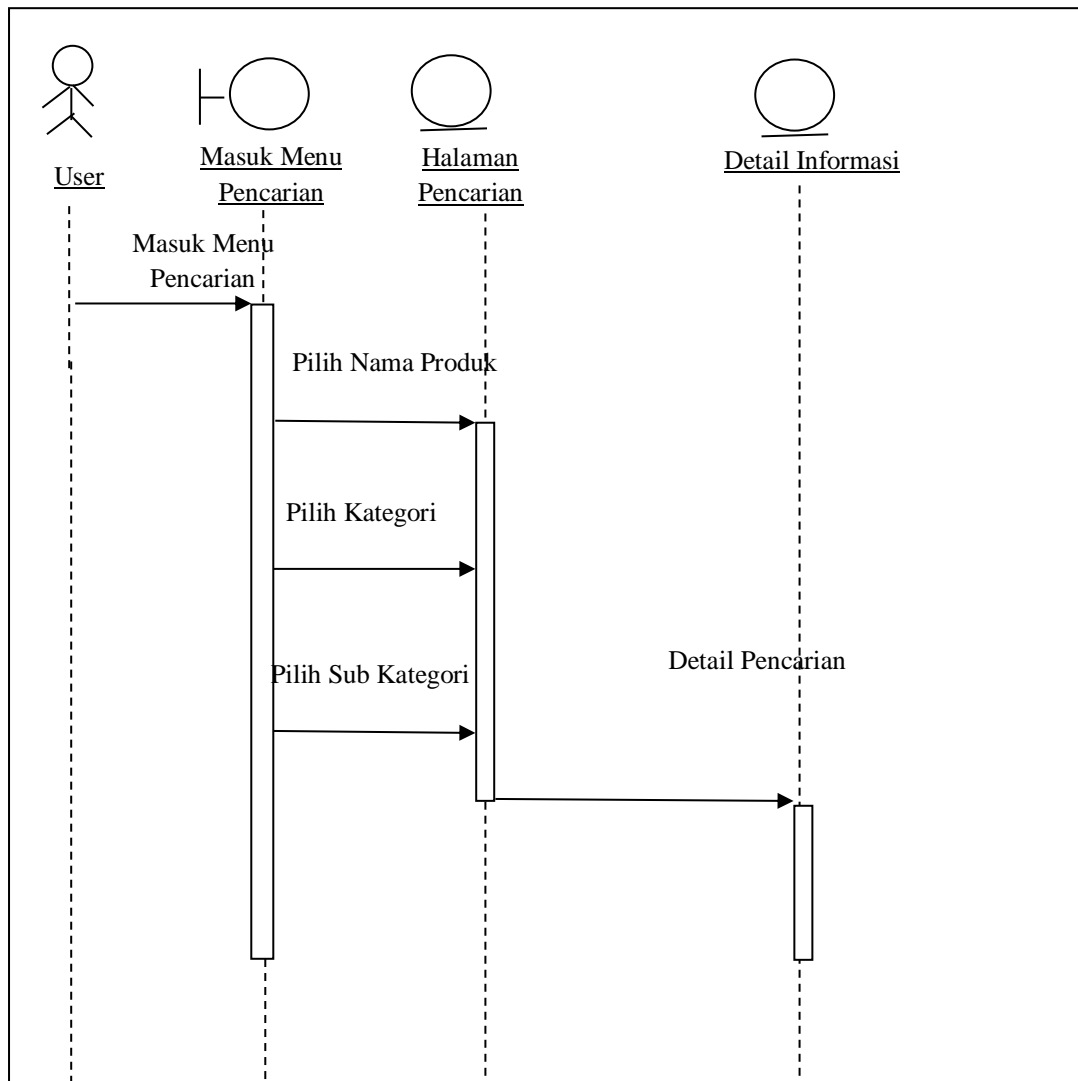 User
Masuk Menu
Pencarian
Halaman
Pencarian
Detail Informasi
Masuk Menu
Pencarian
Pilih Nama Produk
Pilih Kategori
Pilih Sub Kategori
Detail Pencarian